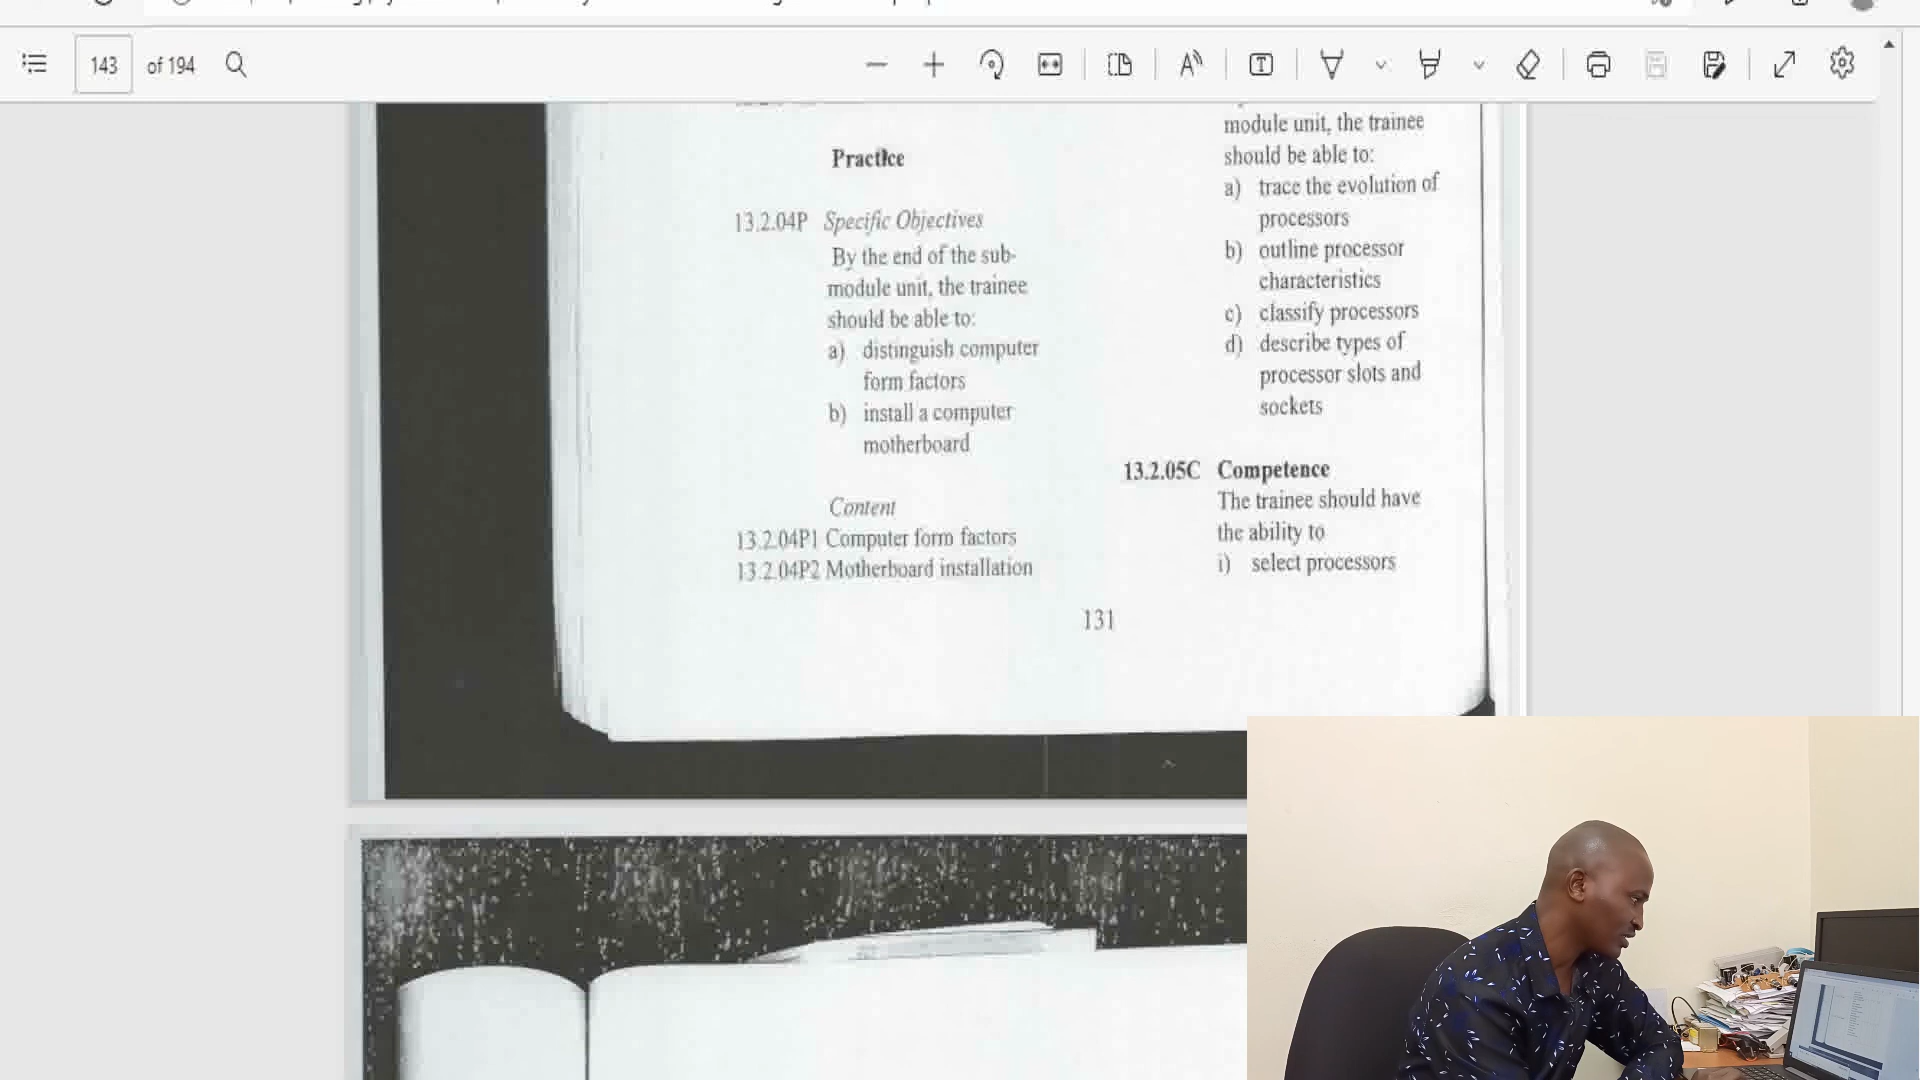 143 of 194
Practice
13.2.04P Specific Objectives
By the end of the sub-
module unit, the trainee
should be able to:
a) distinguish computer
form factors
b) install a computer
motherboard
Content
13.2.04P1 Computer form factors
13.2.04P2 Motherboard installation
module unit, the trainee
should be able to:
a) trace the evolution of
processors
b) outline processor
characteristics
c) classify processors
d) describe types of
processor slots and
sockets
13.2.05C Competence
The trainee should have
the ability to
i) select processors
131